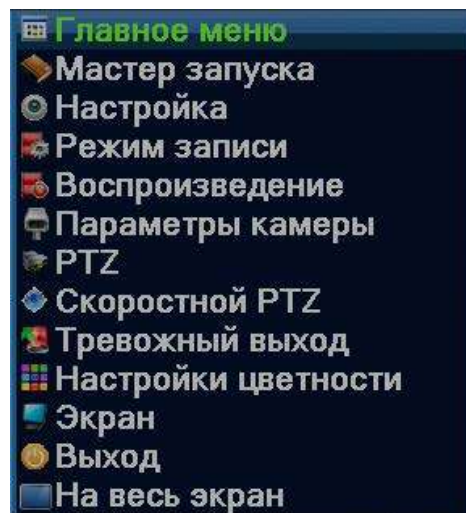 Главное меню
Мастер запуска
Настройка
Режим записи
Воспроизведение
Параметры камеры
PTZ
Скоростной PTZ
Тревожный выход
Настройки цветности
Экран
Выход
На весь экран